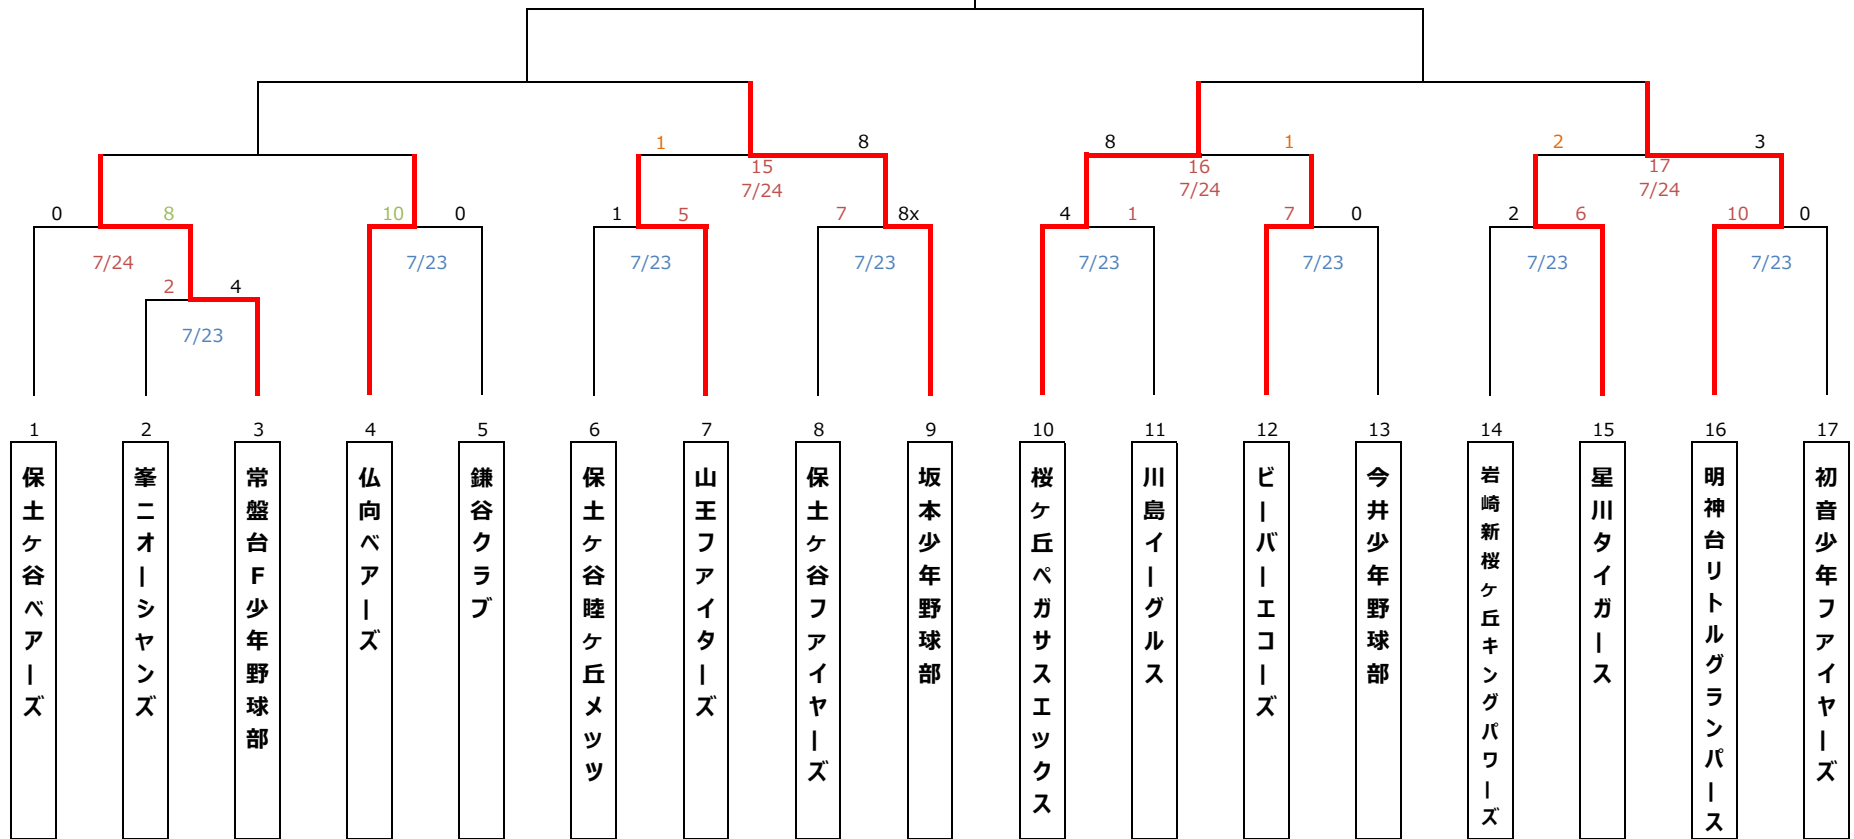 1 8 8 1 2 3
15 16 17
7/24 7/24 7/24
0 8 10 0 1 5 7 8x 4 1 7 0 2 6 10 0
7/24 7/23 7/23 7/23 7/23 7/23 7/23 7/23
2 4
7/23
1 2 3 4 5 6 7 8 9 10 11 12 13 14 15 16 17
保土ヶ谷ベアーズ
峯ニオーシャンズ
常盤台F少年野球部
仏向ベアーズ
鎌谷クラブ
保土ヶ谷睦ヶ丘メッツ
山王ファイターズ
保土ヶ谷ファイヤーズ
坂本少年野球部
桜ヶ丘ペガサスエックス
川島イーグルス
ビーバーエコーズ
今井少年野球部
岩崎新桜ヶ丘キングパワーズ
星川タイガース
明神台リトルグランパース
初音少年ファイヤーズ